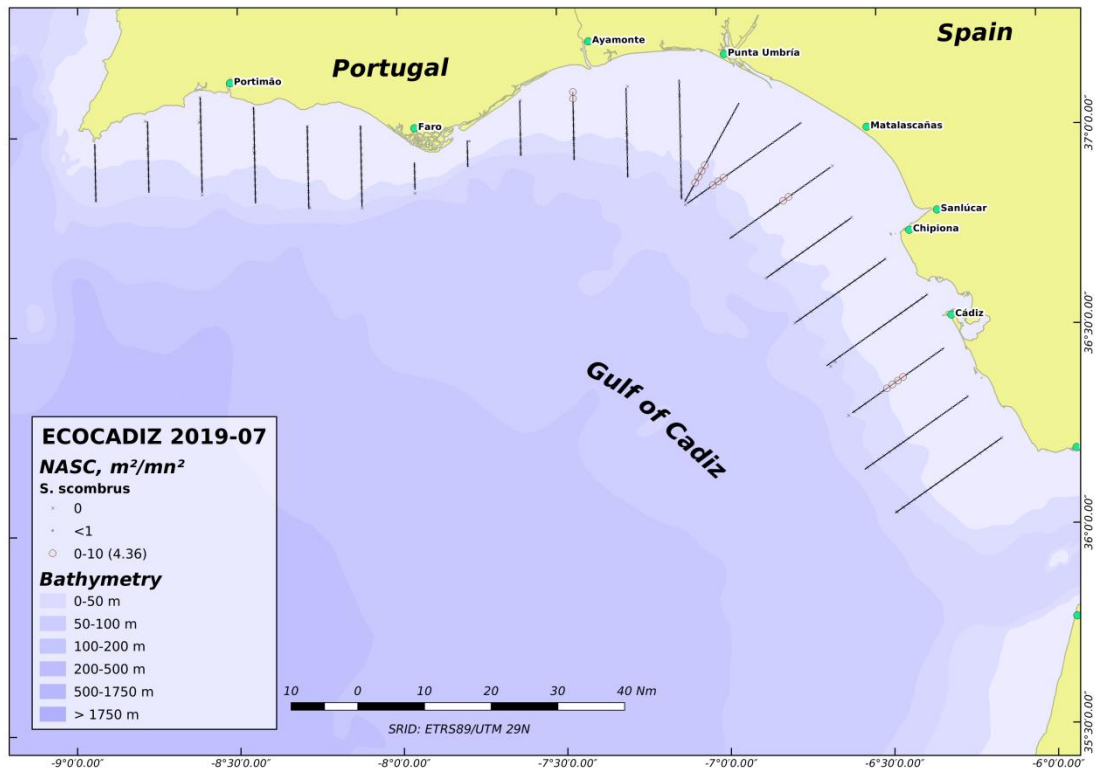 Spain
Ayamonte
Punta Umbría
Portugal
Portimão
Faro
Matalascañas
Sanlúcar
Chipiona
Cádiz
Gulf of Cadiz
ECOCADIZ 2019-07
NASC, m²/mn²
S. scombrus
0
<1
0-10 (4.36)
Bathymetry
0-50 m
50-100 m
100-200 m
200-500 m
500-1750 m
> 1750 m
10 0 10 20 30 40 Nm
SRID: ETRS89/UTM 29N
37°0'0.00″
36°30'0.00″
36°0'0.00″
35°30'0.00″
-9°0'0.00″ -8°30'0.00″ -8°0'0.00″ -7°30'0.00″ -7°0'0.00″ -6°30'0.00″ -6°0'0.00″